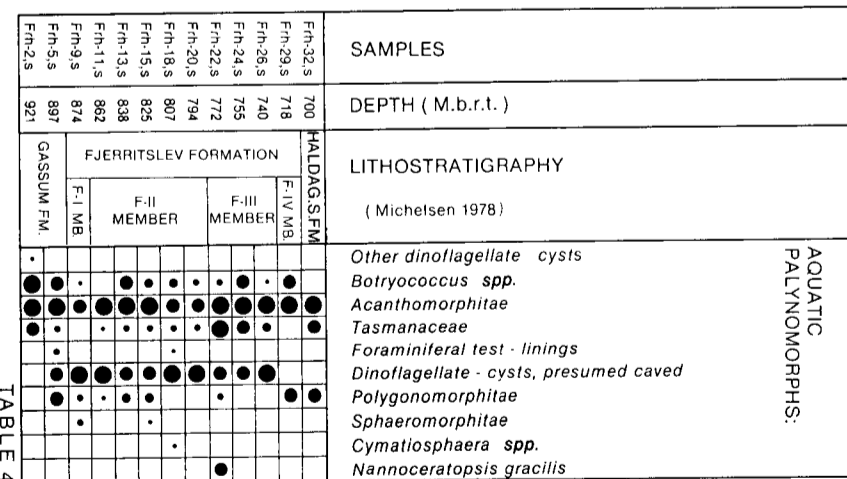 Frh-2,s
Frh-5,s
Frh-9,s
Frh-11,s
Frh-13,s
Frh-15,s
Frh-18,s
Frh-20,s
Frh-22,s
Frh-24,s
Frh-26,s
Frh-29,s
Frh-32,s
SAMPLES
921
897
874
862
838
825
807
794
772
755
740
718
700
DEPTH ( M.b.r.t. )
GASSUM FM.
FJERRITSLEV FORMATION
HALDAG.S.FM
F-I MB.
F-II
MEMBER
F-III
MEMBER
F-IV MB.
LITHOSTRATIGRAPHY
( Michelsen 1978)
AQUATIC
PALYNOMORPHS:
Other dinoflagellate cysts
Botryococcus spp.
Acanthomorphitae
Tasmanaceae
Foraminiferal test - linings
Dinoflagellate - cysts, presumed caved
Polygonomorphitae
Sphaeromorphitae
Cymatiosphaera spp.
Nannoceratopsis gracilis
TABLE 4